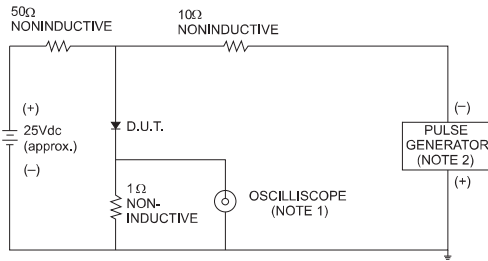 50Ω
NONINDUCTIVE
10Ω
NONINDUCTIVE
(+)
25Vdc
(approx.)
(–)
D.U.T.
1Ω
NON-
INDUCTIVE
OSCILLISCOPE
(NOTE 1)
(–)
PULSE
GENERATOR
(NOTE 2)
(+)